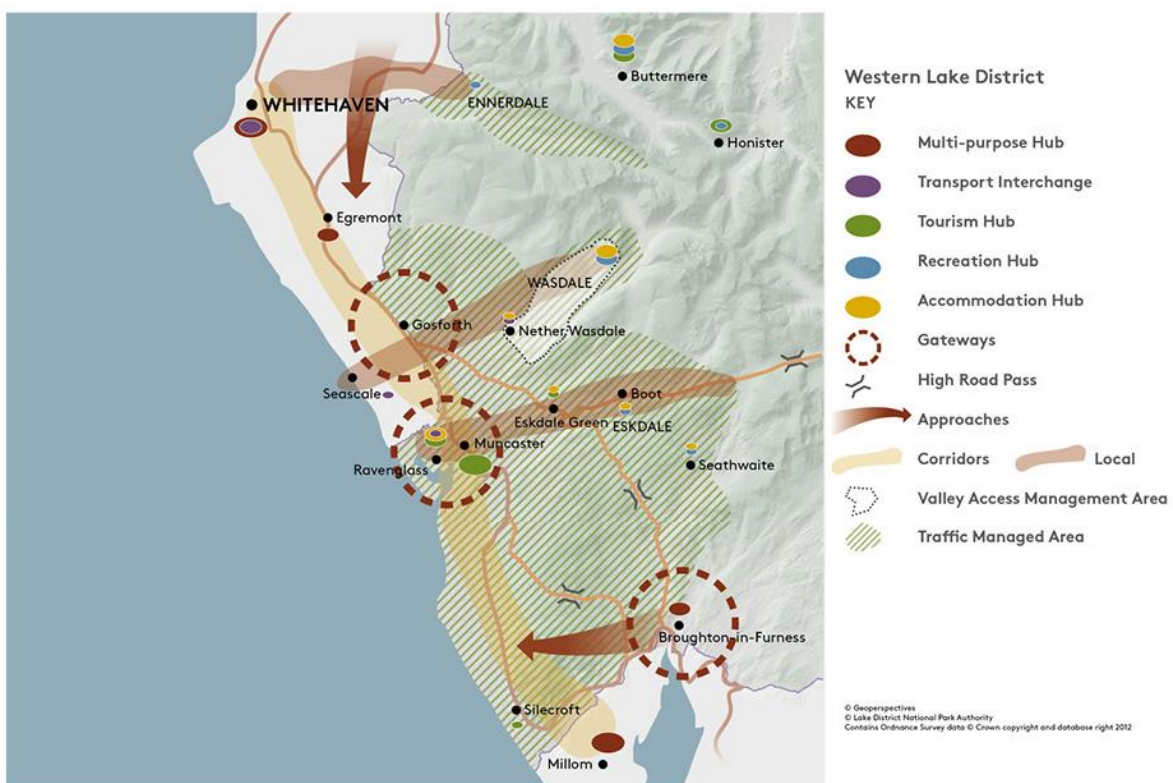 Buttermere
WHITEHAVEN
ENNERDALE
Honister
Egremont
WASDALE
Gosforth
Nether Wasdale
Seascale
Boot
Eskdale Green
ESKDALE
Muncaster
Ravenglass
Seathwaite
Broughton-in-Furness
Silecroft
Millom
Western Lake District
KEY
Multi-purpose Hub
Transport Interchange
Tourism Hub
Recreation Hub
Accommodation Hub
Gateways
High Road Pass
Approaches
Corridors Local
Valley Access Management Area
Traffic Managed Area
© Geoperspectives
© Lake District National Park Authority
Contains Ordnance Survey data © Crown copyright and database right 2012